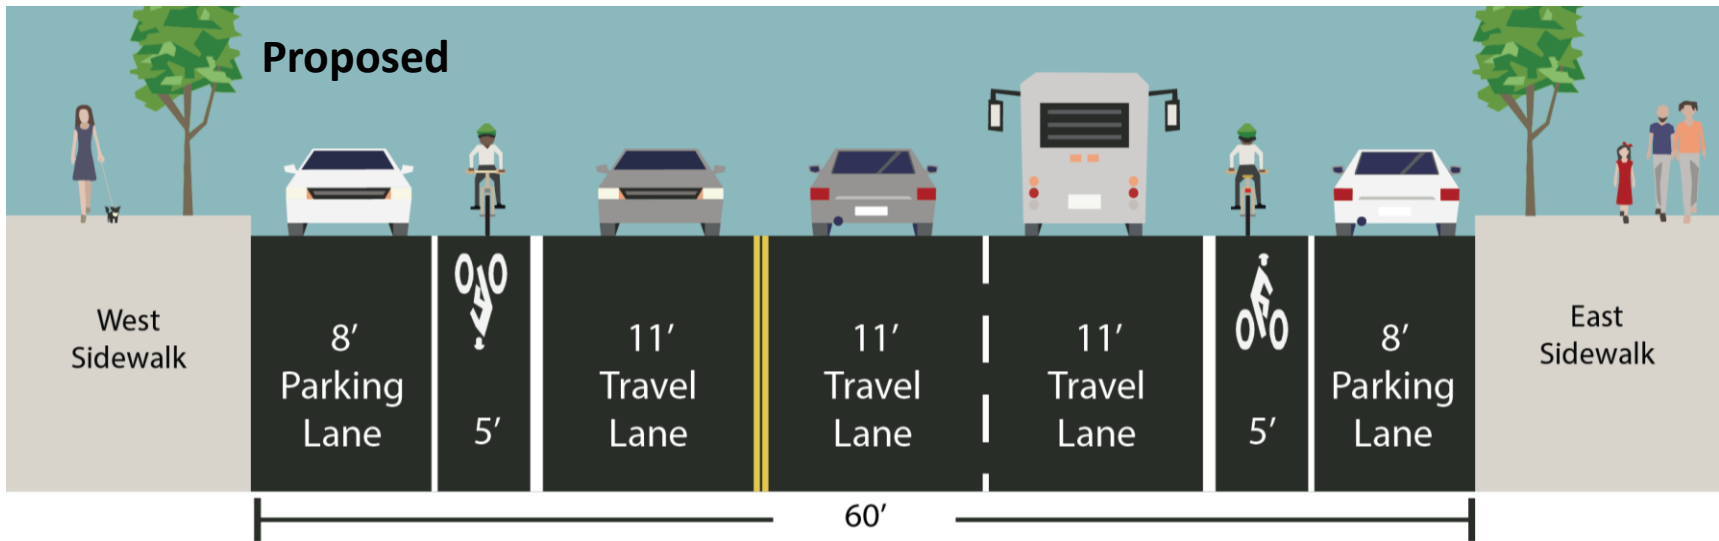 Proposed
West
Sidewalk
8′
Parking
Lane
5′
11′
Travel
Lane
11′
Travel
Lane
11′
Travel
Lane
5′
8′
Parking
Lane
East
Sidewalk
60′